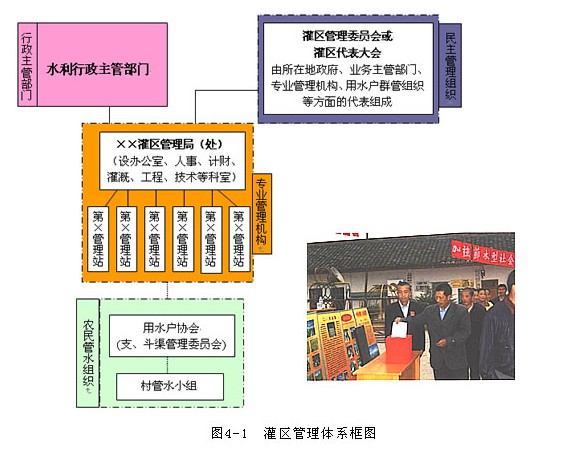 行政主管部门
水利行政主管部门
灌区管理委员会或
灌区代表大会
由所在地政府、业务主管部门、
专业管理机构、用水户群管组织
等方面的代表组成
民主管理组织
××灌区管理局（处）
（设办公室、人事、计财、
灌溉、工程、技术等科室）
第×管理站
第×管理站
第×管理站
第×管理站
第×管理站
第×管理站
专业管理机构
农民管水组织
用水户协会
(支、斗渠管理委员会)
村管水小组
水型社会
图4-1 灌区管理体系框图